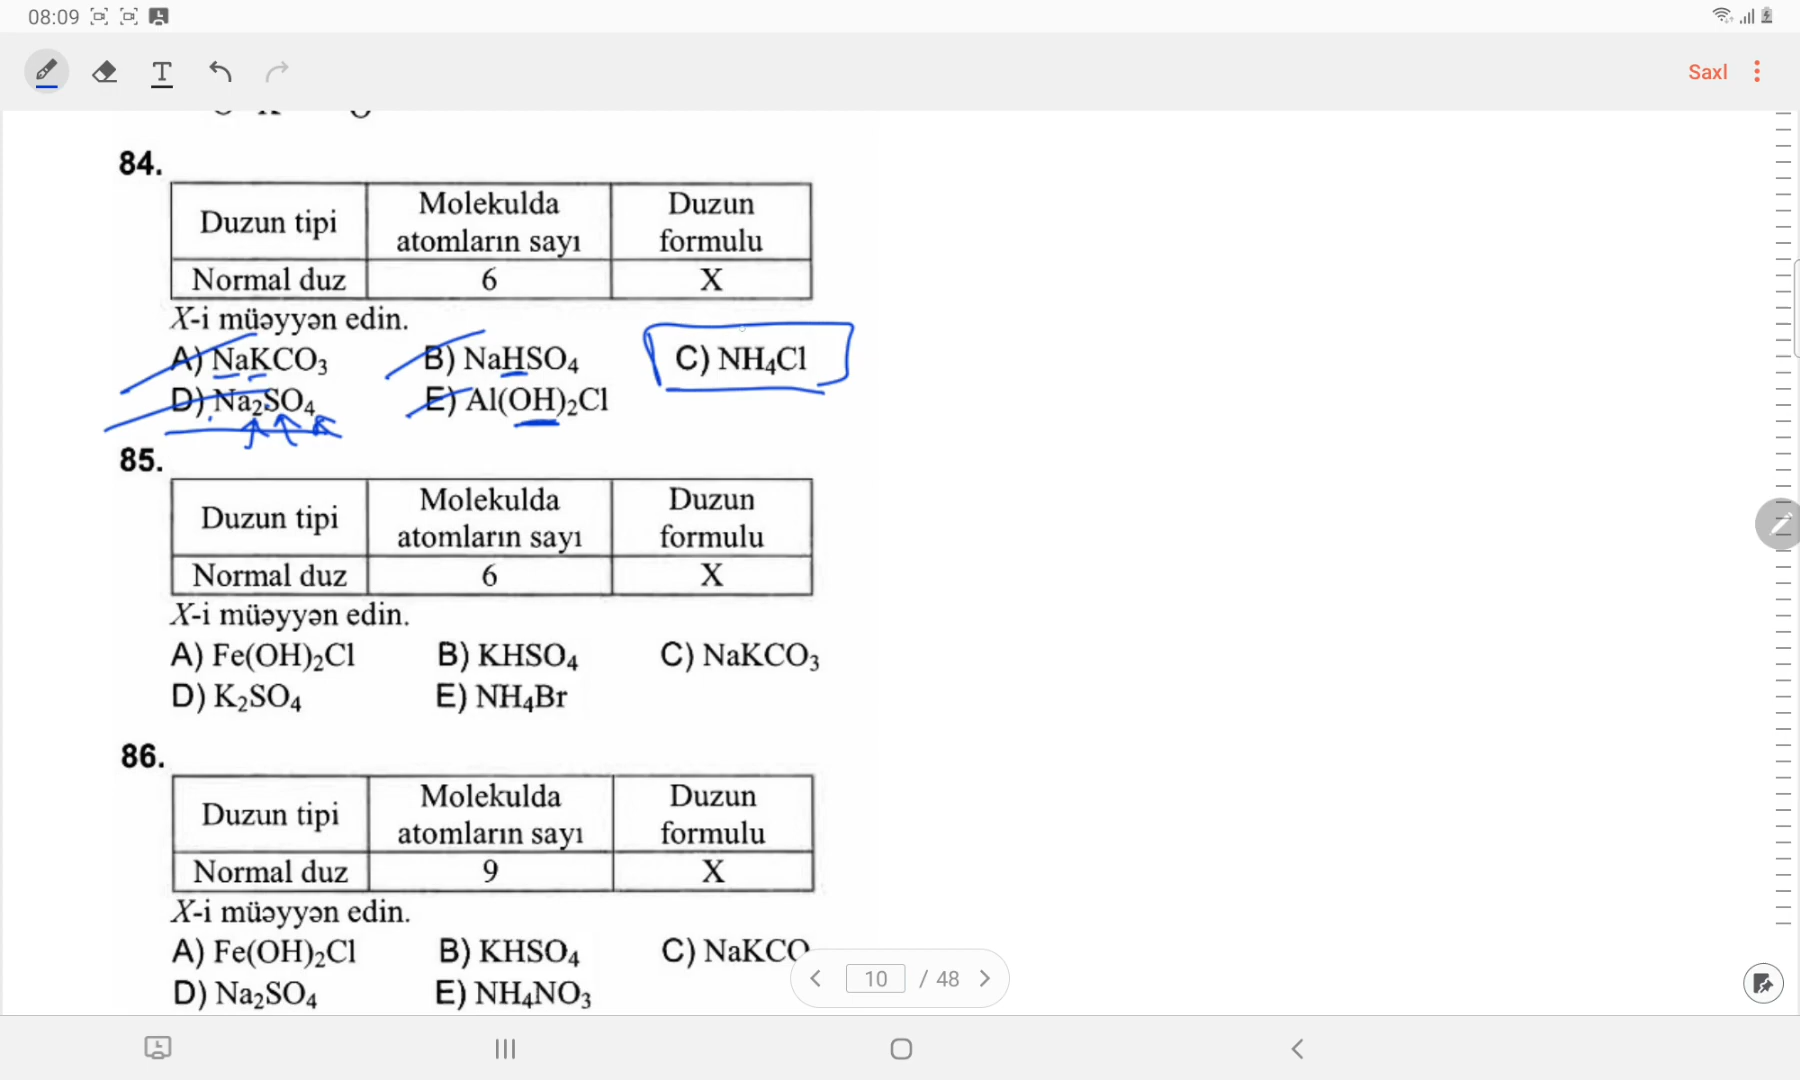 08:09
T
Saxl
84.
Duzun tipi | Molekulda atomların sayı | Duzun formulu
Normal duz | 6 | X
X-i müəyyən edin.
A) NaKCO₃ B) NaHSO₄ C) NH₄Cl
D) Na₂SO₄ E) Al(OH)₂Cl
85.
Duzun tipi | Molekulda atomların sayı | Duzun formulu
Normal duz | 6 | X
X-i müəyyən edin.
A) Fe(OH)₂Cl B) KHSO₄ C) NaKCO₃
D) K₂SO₄ E) NH₄Br
86.
Duzun tipi | Molekulda atomların sayı | Duzun formulu
Normal duz | 9 | X
X-i müəyyən edin.
A) Fe(OH)₂Cl B) KHSO₄ C) NaKCO
D) Na₂SO₄ E) NH₄NO₃
10 / 48